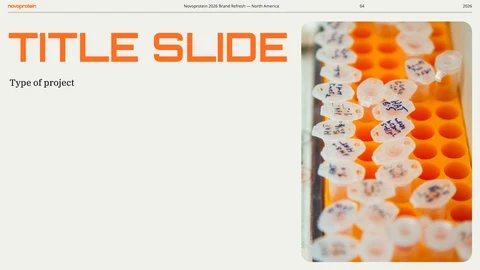 novoprotein
Novoprotein 2026 Brand Refresh — North America
04
2026
TITLE SLIDE
Type of project